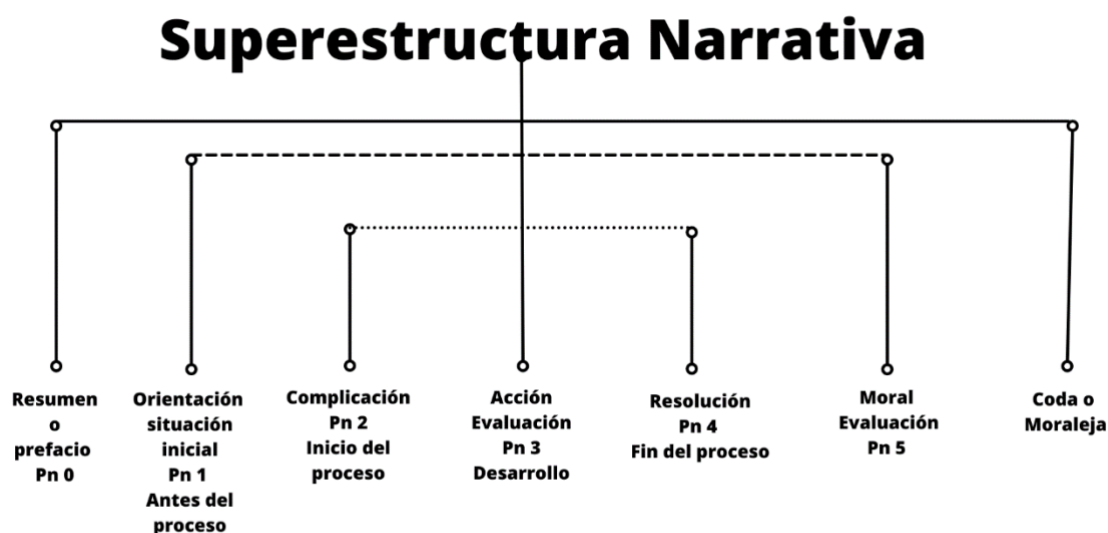 Superestructura Narrativa
Resumen
o
prefacio
Pn 0
Orientación
situación
inicial
Pn 1
Antes del
proceso
Complicación
Pn 2
Inicio del
proceso
Acción
Evaluación
Pn 3
Desarrollo
Resolución
Pn 4
Fin del proceso
Moral
Evaluación
Pn 5
Coda o
Moraleja